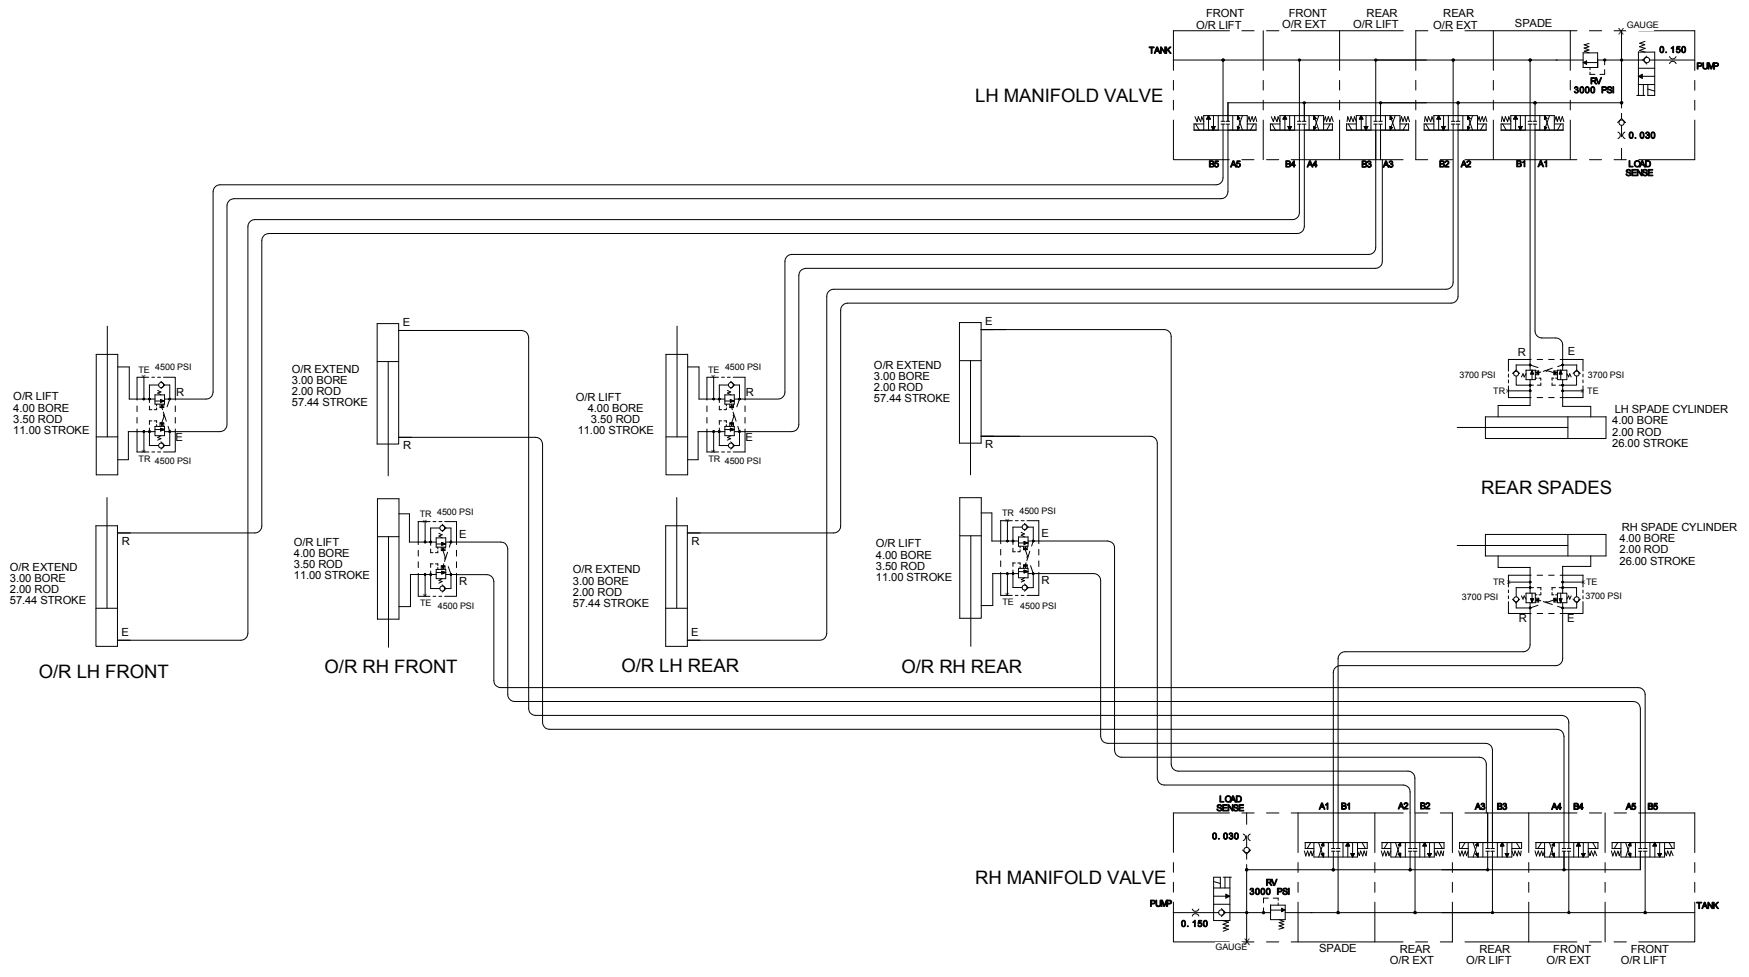 FRONT
O/R LIFT
FRONT
O/R EXT
REAR
O/R LIFT
REAR
O/R EXT
SPADE
GAUGE
TANK
0. 150
PUMP
RV
3000 PSI
LH MANIFOLD VALVE
0. 030
B5 A5
B4 A4
B3 A3
B2 A2
B1 A1
LOAD
SENSE
O/R LIFT
4.00 BORE
3.50 ROD
11.00 STROKE
TE 4500 PSI
R
E
TR 4500 PSI
O/R EXTEND
3.00 BORE
2.00 ROD
57.44 STROKE
E
R
O/R LIFT
4.00 BORE
3.50 ROD
11.00 STROKE
TE 4500 PSI
R
E
TR 4500 PSI
O/R EXTEND
3.00 BORE
2.00 ROD
57.44 STROKE
E
R
R
E
3700 PSI
3700 PSI
TR
TE
LH SPADE CYLINDER
4.00 BORE
2.00 ROD
26.00 STROKE
REAR SPADES
O/R EXTEND
3.00 BORE
2.00 ROD
57.44 STROKE
R
E
O/R LH FRONT
O/R LIFT
4.00 BORE
3.50 ROD
11.00 STROKE
TR 4500 PSI
E
R
TE 4500 PSI
O/R RH FRONT
O/R EXTEND
3.00 BORE
2.00 ROD
57.44 STROKE
R
E
O/R LH REAR
O/R LIFT
4.00 BORE
3.50 ROD
11.00 STROKE
TR 4500 PSI
E
R
TE 4500 PSI
O/R RH REAR
RH SPADE CYLINDER
4.00 BORE
2.00 ROD
26.00 STROKE
TR
TE
3700 PSI
3700 PSI
R
E
LOAD
SENSE
A1 B1
A2 B2
A3 B3
A4 B4
A5 B5
0. 030
RH MANIFOLD VALVE
RV
3000 PSI
PUMP
0. 150
TANK
GAUGE
SPADE
REAR
O/R EXT
REAR
O/R LIFT
FRONT
O/R EXT
FRONT
O/R LIFT